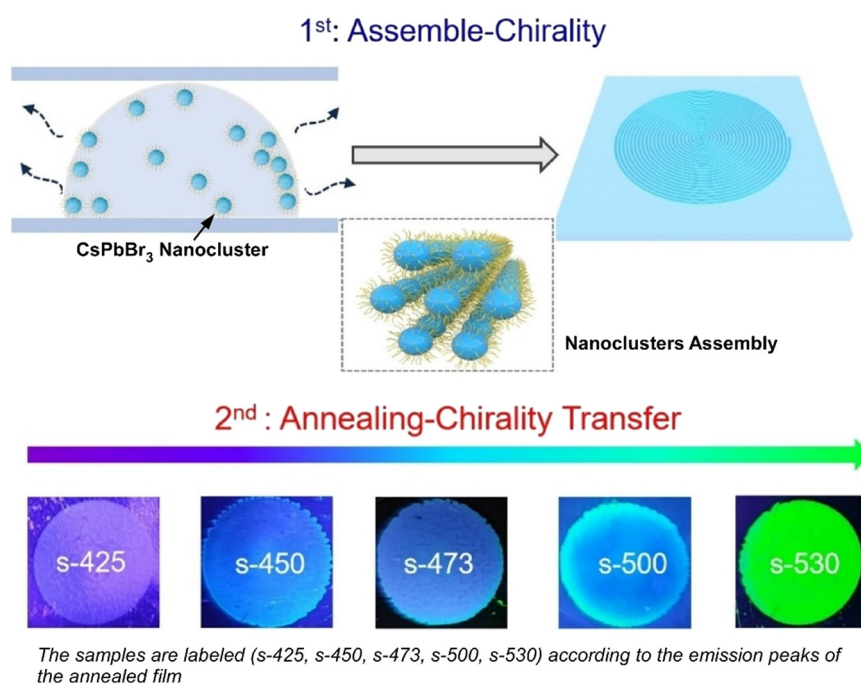 1st: Assemble-Chirality
CsPbBr3 Nanocluster
Nanoclusters Assembly
2nd : Annealing-Chirality Transfer
s-425
s-450
s-473
s-500
s-530
The samples are labeled (s-425, s-450, s-473, s-500, s-530) according to the emission peaks of
the annealed film